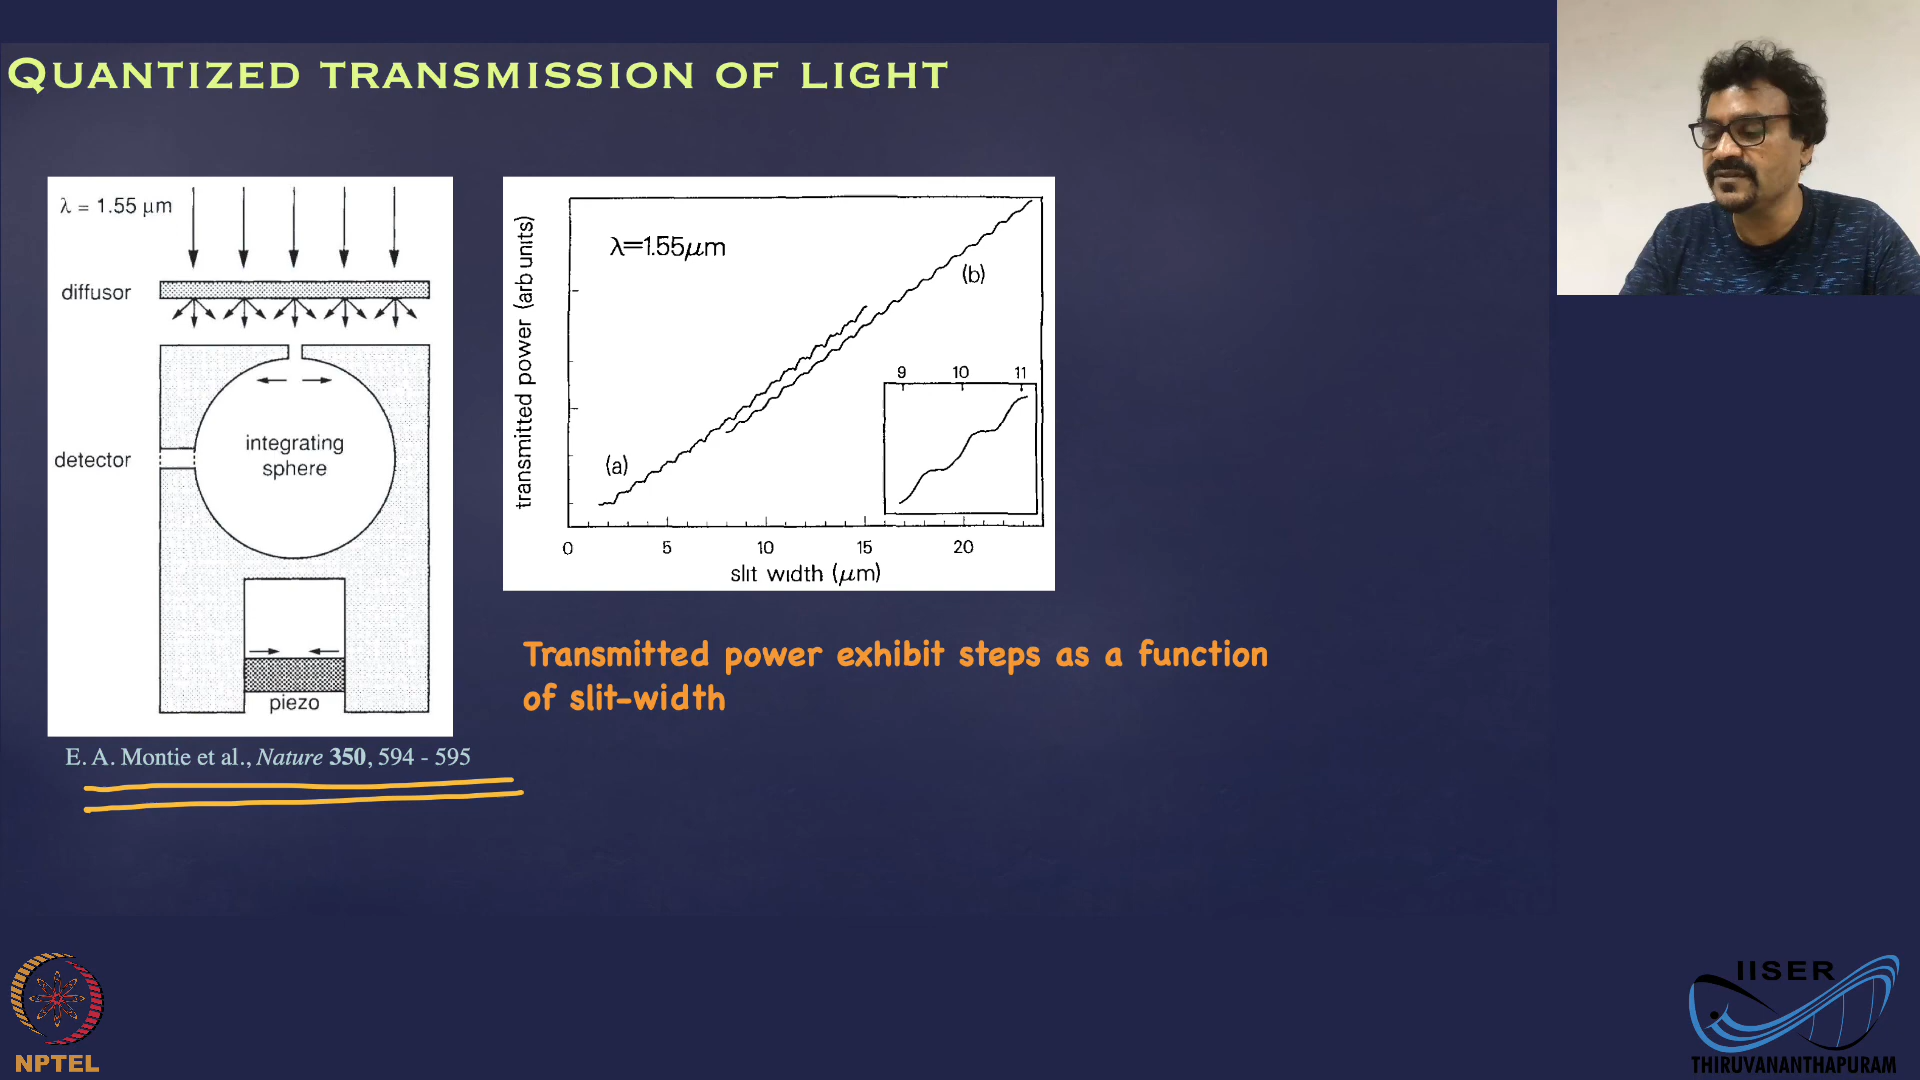 QUANTIZED TRANSMISSION OF LIGHT
λ = 1.55 μm
diffusor
detector
integrating
sphere
piezo
E. A. Montie et al., Nature 350, 594 - 595
transmitted power (arb units)
λ=1.55μm
(b)
(a)
9 10 11
0 5 10 15 20
slit width (μm)
Transmitted power exhibit steps as a function
of slit-width
NPTEL
IISER
THIRUVANANTHAPURAM